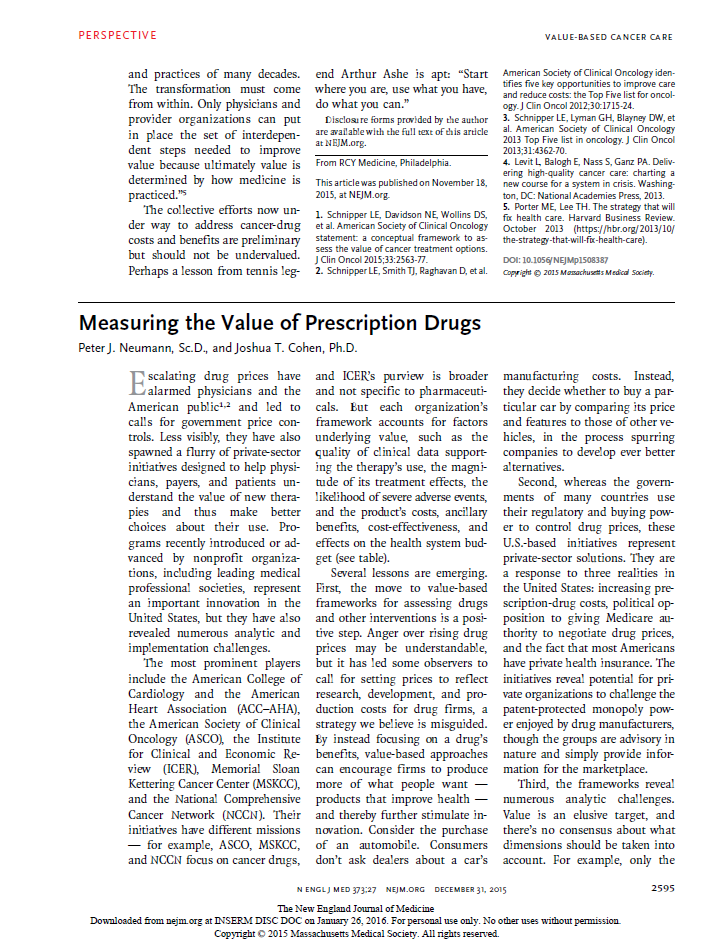 PERSPECTIVE
VALUE-BASED CANCER CARE
and practices of many decades.
The transformation must come
from within. Only physicians and
provider organizations can put
in place the set of interdepen-
dent steps needed to improve
value because ultimately value is
determined by how medicine is
practiced."5
The collective efforts now un-
der way to address cancer-drug
costs and benefits are preliminary
but should not be undervalued.
Perhaps a lesson from tennis leg-
end Arthur Ashe is apt: "Start
where you are, use what you have,
do what you can."
Disclosure forms provided by the author
are available with the full text of this article
at NEJM.org.
From RCY Medicine, Philadelphia.
This article was published on November 18,
2015, at NEJM.org.
1. Schnipper LE, Davidson NE, Wollins DS,
et al. American Society of Clinical Oncology
statement: a conceptual framework to as-
sess the value of cancer treatment options.
J Clin Oncol 2015;33:2563-77.
2. Schnipper LE, Smith TJ, Raghavan D, et al.
American Society of Clinical Oncology iden-
tifies five key opportunities to improve care
and reduce costs: the Top Five list for oncol-
ogy. J Clin Oncol 2012;30:1715-24.
3. Schnipper LE, Lyman GH, Blayney DW, et
al. American Society of Clinical Oncology
2013 Top Five list in oncology. J Clin Oncol
2013;31:4362-70.
4. Levit L, Balogh E, Nass S, Ganz PA. Deliv-
ering high-quality cancer care: charting a
new course for a system in crisis. Washing-
ton, DC: National Academies Press, 2013.
5. Porter ME, Lee TH. The strategy that will
fix health care. Harvard Business Review.
October 2013 (https://hbr.org/2013/10/
the-strategy-that-will-fix-health-care).
DOI: 10.1056/NEJMp1508387
Copyright © 2015 Massachusetts Medical Society.
Measuring the Value of Prescription Drugs
Peter J. Neumann, Sc.D., and Joshua T. Cohen, Ph.D.
Escalating drug prices have
alarmed physicians and the
American public1,2 and led to
calls for government price con-
trols. Less visibly, they have also
spawned a flurry of private-sector
initiatives designed to help physi-
cians, payers, and patients un-
derstand the value of new thera-
pies and thus make better
choices about their use. Pro-
grams recently introduced or ad-
vanced by nonprofit organiza-
tions, including leading medical
professional societies, represent
an important innovation in the
United States, but they have also
revealed numerous analytic and
implementation challenges.
The most prominent players
include the American College of
Cardiology and the American
Heart Association (ACC–AHA),
the American Society of Clinical
Oncology (ASCO), the Institute
for Clinical and Economic Re-
view (ICER), Memorial Sloan
Kettering Cancer Center (MSKCC),
and the National Comprehensive
Cancer Network (NCCN). Their
initiatives have different missions
— for example, ASCO, MSKCC,
and NCCN focus on cancer drugs,
and ICER's purview is broader
and not specific to pharmaceuti-
cals. But each organization's
framework accounts for factors
underlying value, such as the
quality of clinical data support-
ing the therapy's use, the magni-
tude of its treatment effects, the
likelihood of severe adverse events,
and the product's costs, ancillary
benefits, cost-effectiveness, and
effects on the health system bud-
get (see table).
Several lessons are emerging.
First, the move to value-based
frameworks for assessing drugs
and other interventions is a posi-
tive step. Anger over rising drug
prices may be understandable,
but it has led some observers to
call for setting prices to reflect
research, development, and pro-
duction costs for drug firms, a
strategy we believe is misguided.
By instead focusing on a drug's
benefits, value-based approaches
can encourage firms to produce
more of what people want —
products that improve health —
and thereby further stimulate in-
novation. Consider the purchase
of an automobile. Consumers
don't ask dealers about a car's
manufacturing costs. Instead,
they decide whether to buy a par-
ticular car by comparing its price
and features to those of other ve-
hicles, in the process spurring
companies to develop ever better
alternatives.
Second, whereas the govern-
ments of many countries use
their regulatory and buying pow-
er to control drug prices, these
U.S.-based initiatives represent
private-sector solutions. They are
a response to three realities in
the United States: increasing pre-
scription-drug costs, political op-
position to giving Medicare au-
thority to negotiate drug prices,
and the fact that most Americans
have private health insurance. The
initiatives reveal potential for pri-
vate organizations to challenge the
patent-protected monopoly pow-
er enjoyed by drug manufacturers,
though the groups are advisory in
nature and simply provide infor-
mation for the marketplace.
Third, the frameworks reveal
numerous analytic challenges.
Value is an elusive target, and
there's no consensus about what
dimensions should be taken into
account. For example, only the
N ENGL J MED 373;27 NEJM.ORG DECEMBER 31, 2015
2595
The New England Journal of Medicine
Downloaded from nejm.org at INSERM DISC DOC on January 26, 2016. For personal use only. No other uses without permission.
Copyright © 2015 Massachusetts Medical Society. All rights reserved.